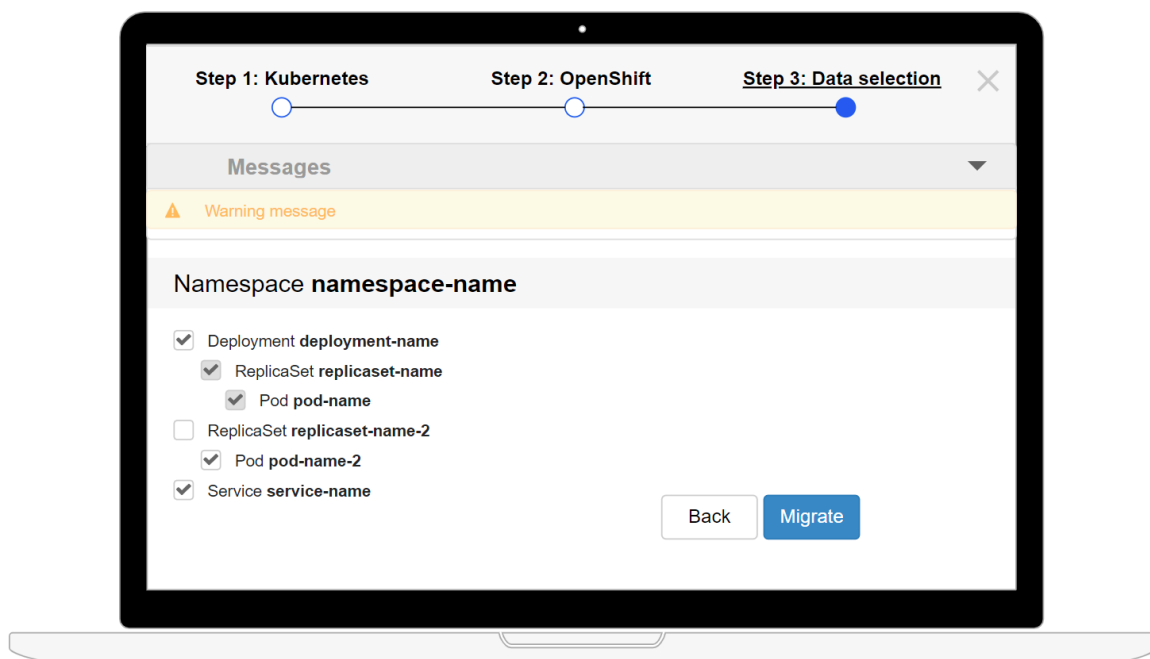 Step 1: Kubernetes Step 2: OpenShift Step 3: Data selection
Messages
Warning message
Namespace namespace-name
Deployment deployment-name
ReplicaSet replicaset-name
Pod pod-name
ReplicaSet replicaset-name-2
Pod pod-name-2
Service service-name
Back Migrate